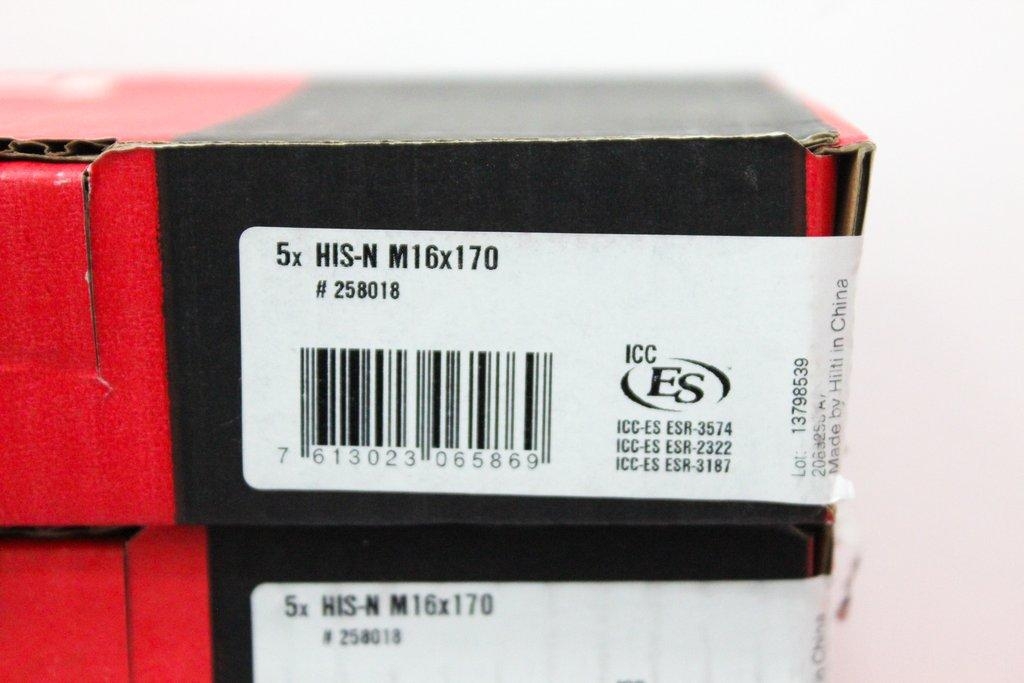 5x HIS-N M16x170
# 258018
7 613023 065869
ICC
ES
ICC-ES ESR-3574
ICC-ES ESR-2322
ICC-ES ESR-3187
Lot: 13798539
Made by Hilti in China
5x HIS-N M16x170
# 258018
China